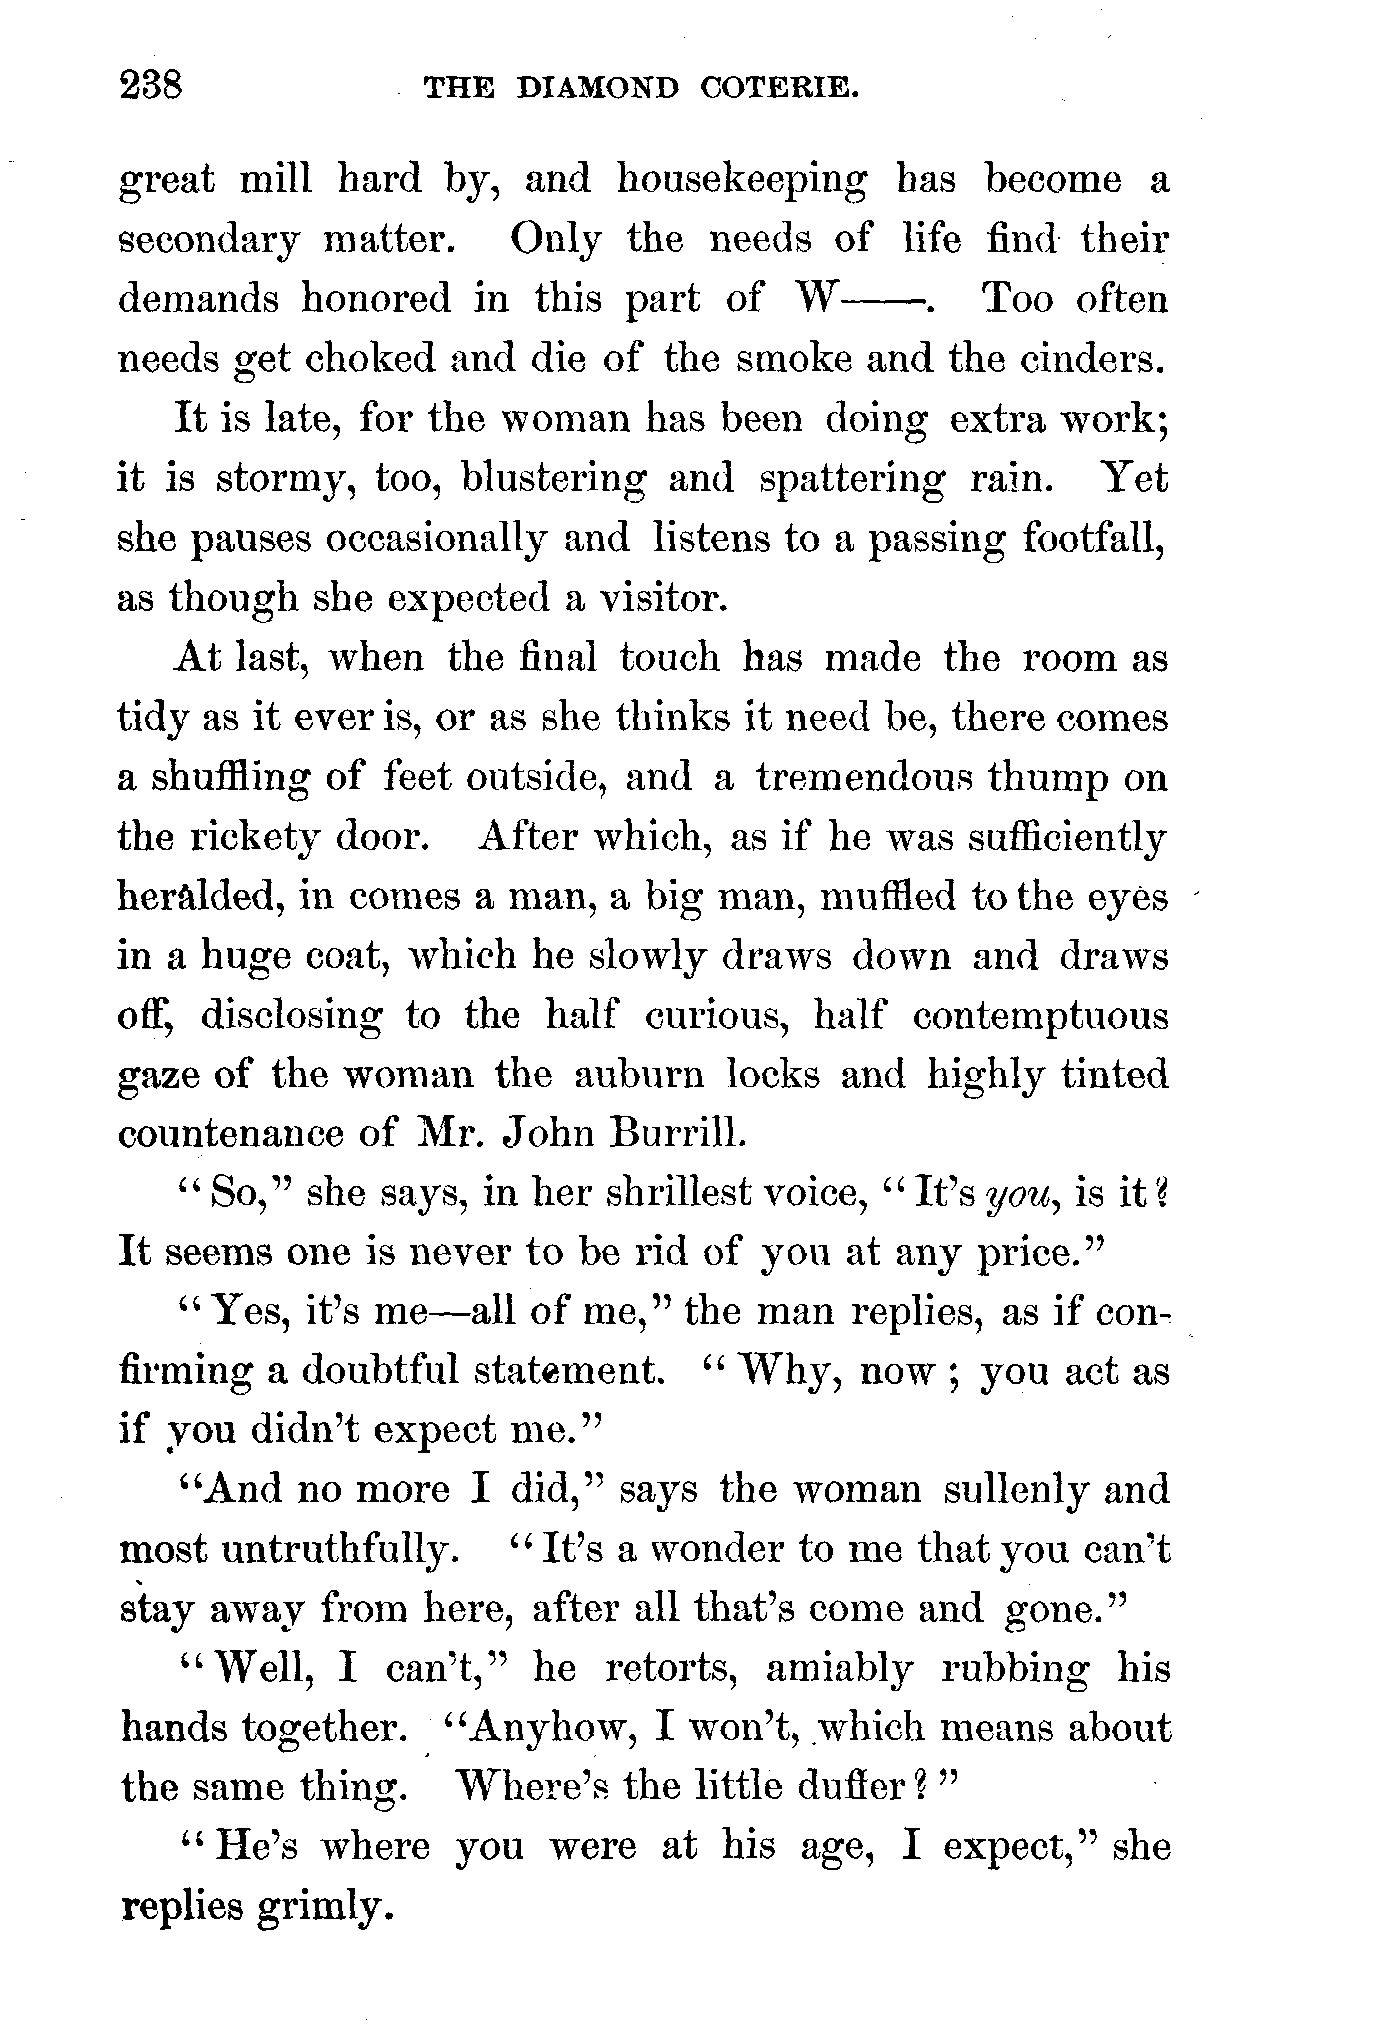 238 THE DIAMOND COTERIE.
great mill hard by, and housekeeping has become a
secondary matter. Only the needs of life find their
demands honored in this part of W——. Too often
needs get choked and die of the smoke and the cinders.
It is late, for the woman has been doing extra work;
it is stormy, too, blustering and spattering rain. Yet
she pauses occasionally and listens to a passing footfall,
as though she expected a visitor.
At last, when the final touch has made the room as
tidy as it ever is, or as she thinks it need be, there comes
a shuffling of feet outside, and a tremendous thump on
the rickety door. After which, as if he was sufficiently
heralded, in comes a man, a big man, muffled to the eyes
in a huge coat, which he slowly draws down and draws
off, disclosing to the half curious, half contemptuous
gaze of the woman the auburn locks and highly tinted
countenance of Mr. John Burrill.
"So," she says, in her shrillest voice, "It's you, is it?
It seems one is never to be rid of you at any price."
"Yes, it's me—all of me," the man replies, as if con-
firming a doubtful statement. "Why, now; you act as
if you didn't expect me."
"And no more I did," says the woman sullenly and
most untruthfully. "It's a wonder to me that you can't
stay away from here, after all that's come and gone."
"Well, I can't," he retorts, amiably rubbing his
hands together. "Anyhow, I won't, which means about
the same thing. Where's the little duffer?"
"He's where you were at his age, I expect," she
replies grimly.